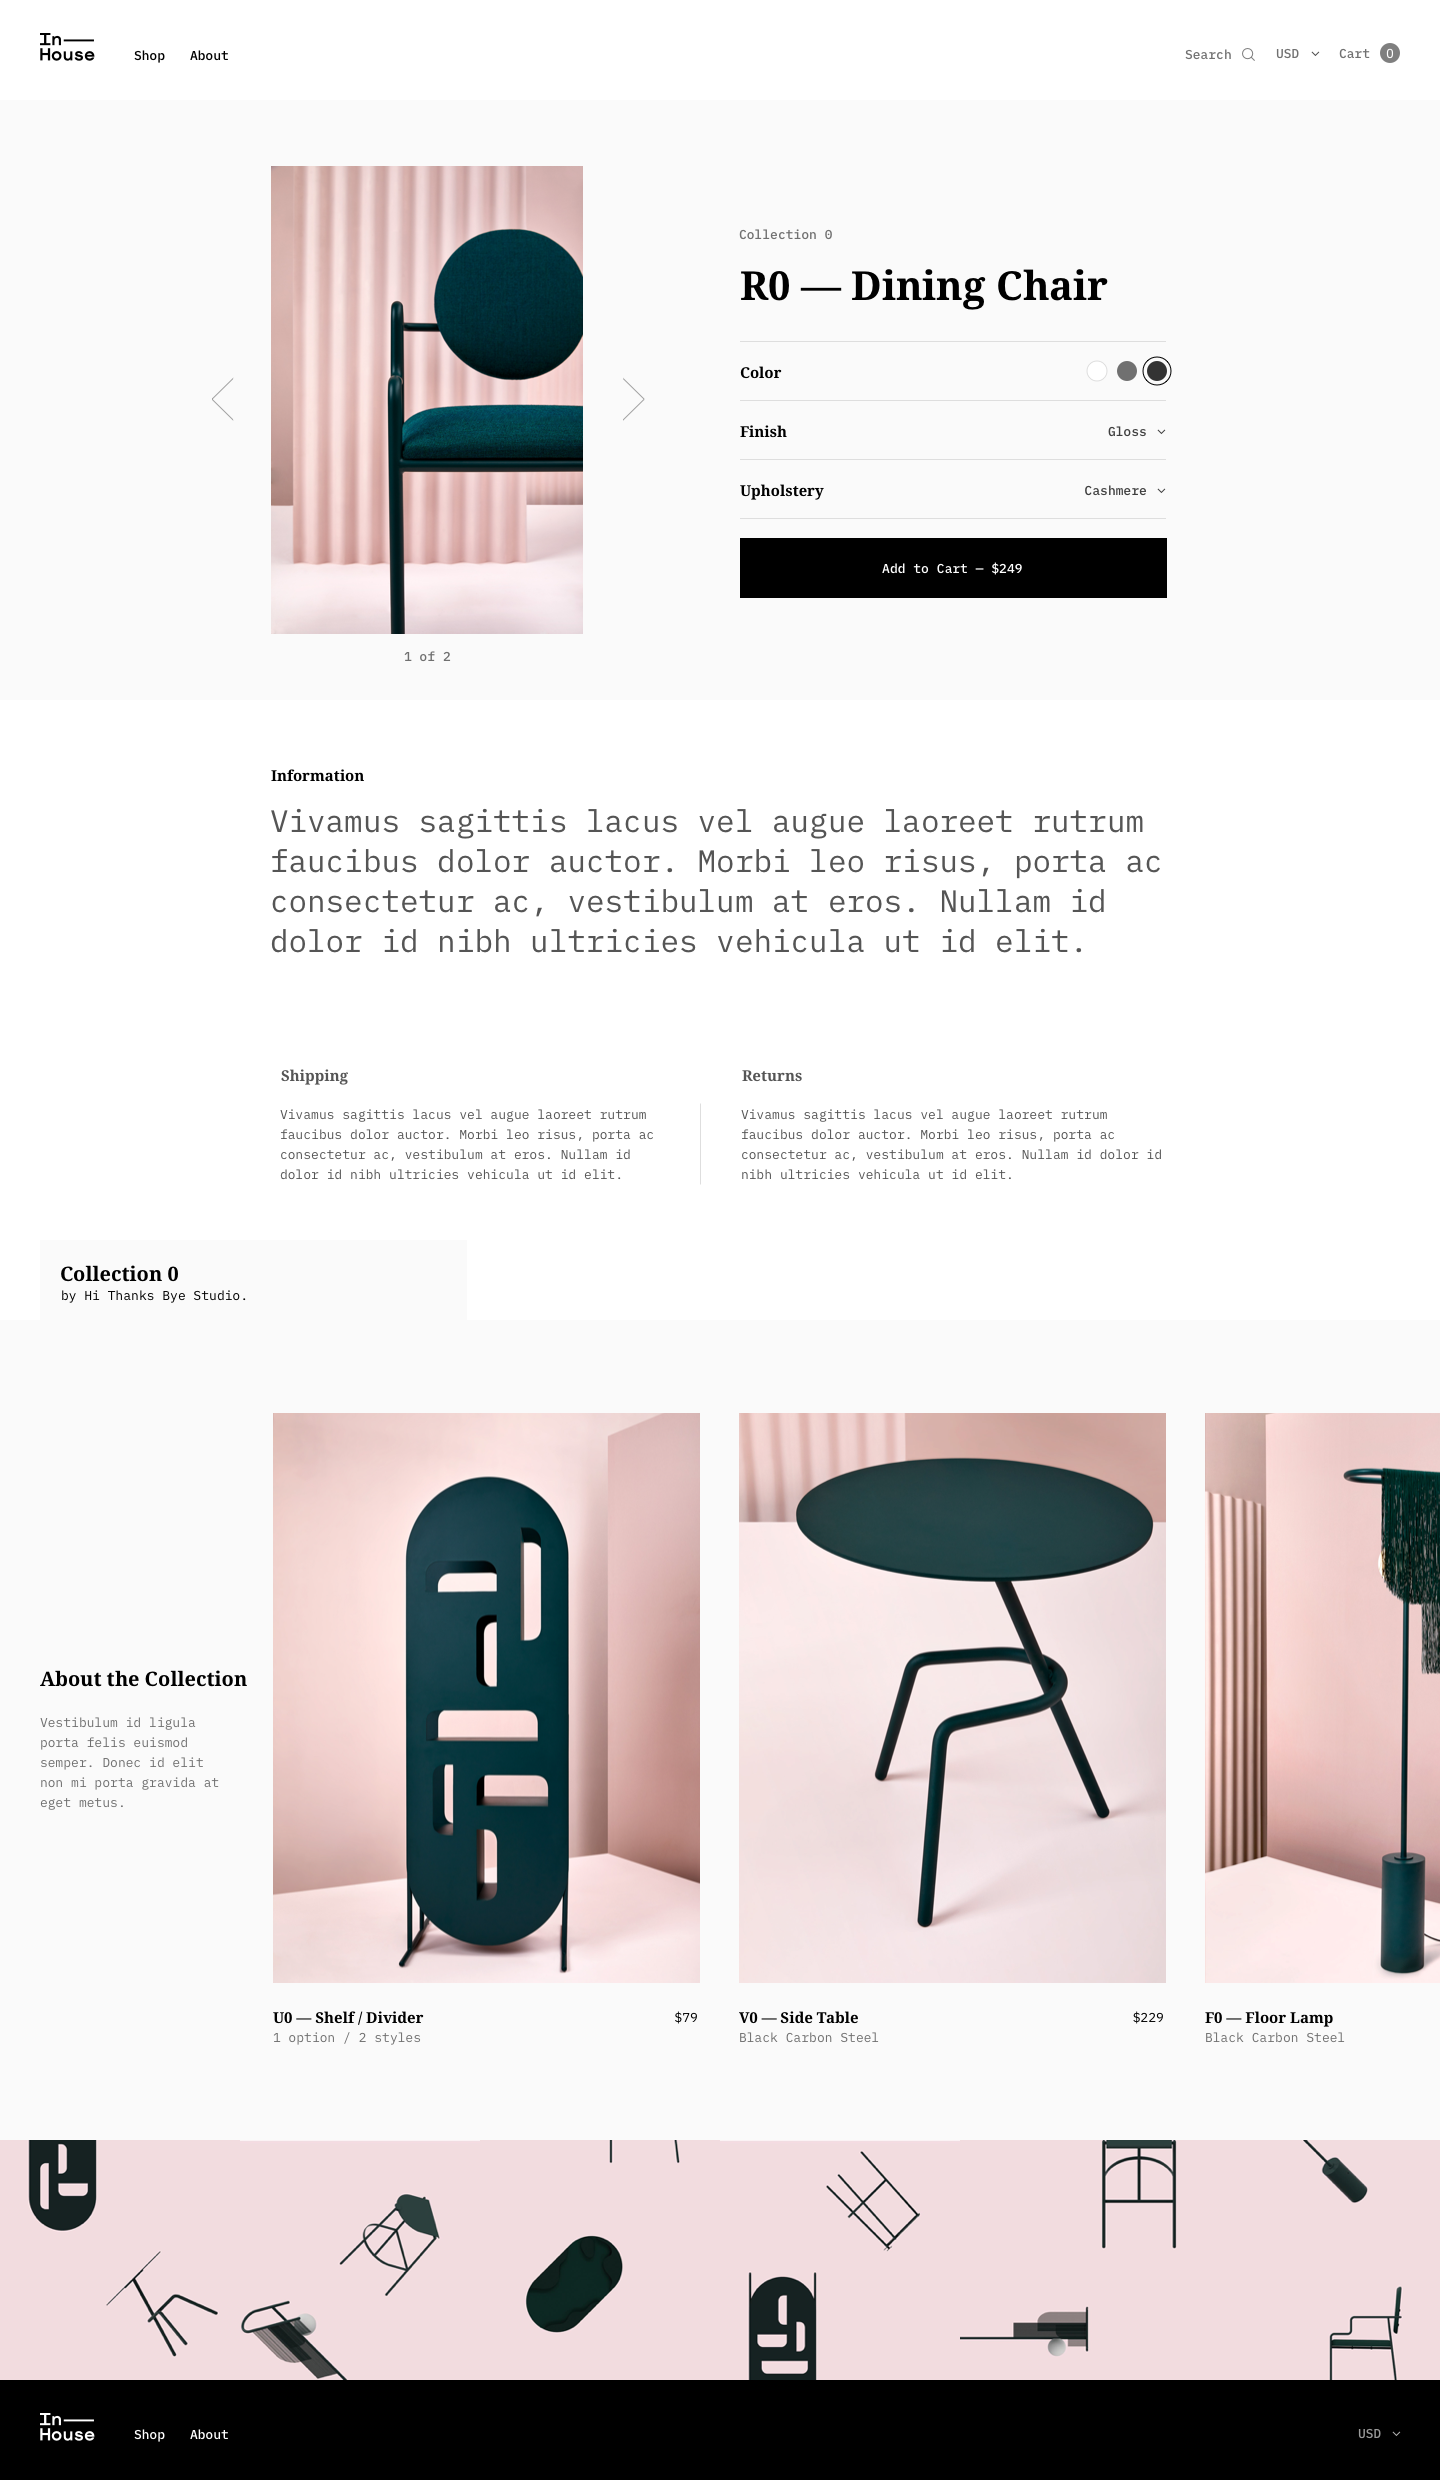 In
House
Shop About
Search USD Cart 0
Collection 0
R0 — Dining Chair
Color
Finish Gloss
Upholstery Cashmere
Add to Cart — $249
1 of 2
Information
Vivamus sagittis lacus vel augue laoreet rutrum
faucibus dolor auctor. Morbi leo risus, porta ac
consectetur ac, vestibulum at eros. Nullam id
dolor id nibh ultricies vehicula ut id elit.
Shipping
Vivamus sagittis lacus vel augue laoreet rutrum
faucibus dolor auctor. Morbi leo risus, porta ac
consectetur ac, vestibulum at eros. Nullam id
dolor id nibh ultricies vehicula ut id elit.
Returns
Vivamus sagittis lacus vel augue laoreet rutrum
faucibus dolor auctor. Morbi leo risus, porta ac
consectetur ac, vestibulum at eros. Nullam id dolor id
nibh ultricies vehicula ut id elit.
Collection 0
by Hi Thanks Bye Studio.
About the Collection
Vestibulum id ligula
porta felis euismod
semper. Donec id elit
non mi porta gravida at
eget metus.
U0 — Shelf / Divider $79
1 option / 2 styles
V0 — Side Table $229
Black Carbon Steel
F0 — Floor Lamp
Black Carbon Steel
In
House
Shop About
USD